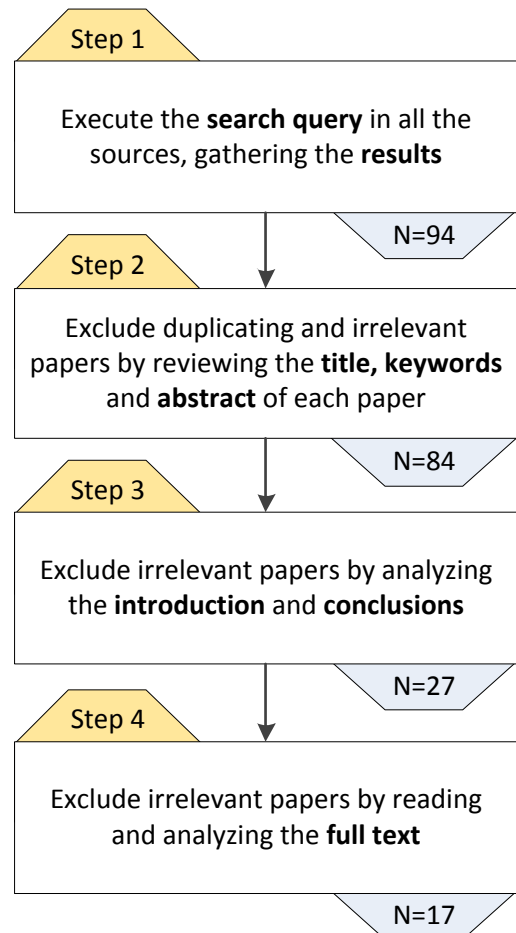 Step 1
Execute the search query in all the
sources, gathering the results
N=94
Step 2
Exclude duplicating and irrelevant
papers by reviewing the title, keywords
and abstract of each paper
N=84
Step 3
Exclude irrelevant papers by analyzing
the introduction and conclusions
N=27
Step 4
Exclude irrelevant papers by reading
and analyzing the full text
N=17